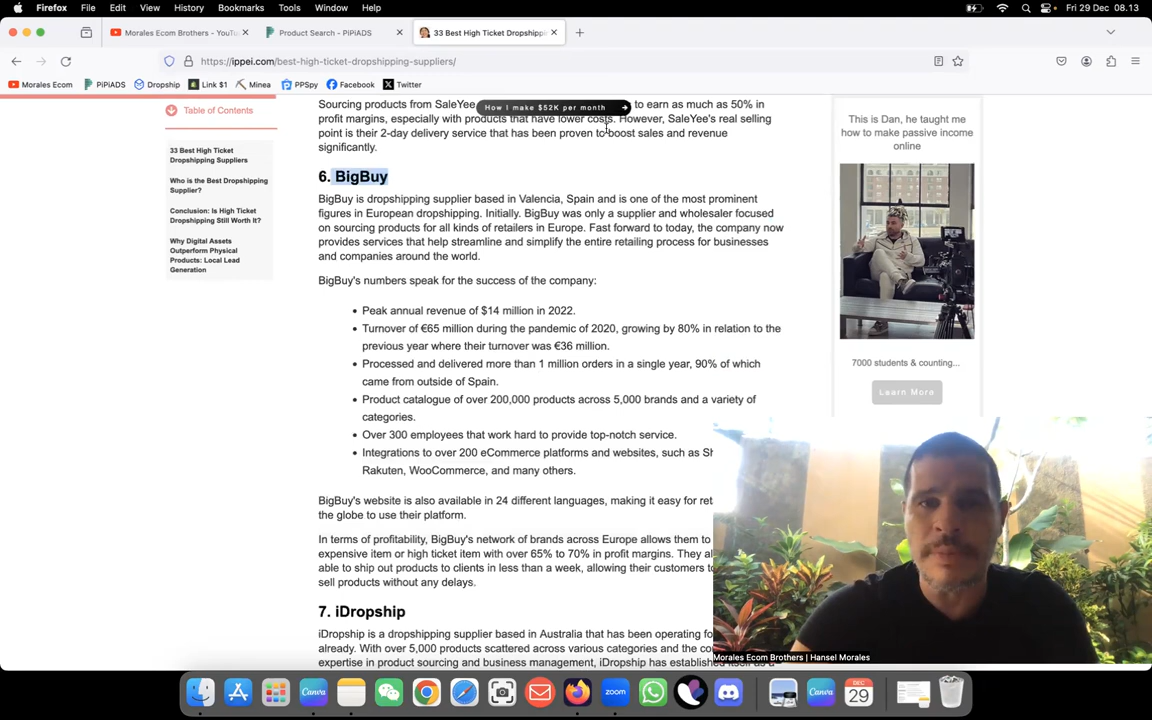 Firefox File Edit View History Bookmarks Tools Window Help
Fri 29 Dec 08.13
Morales Ecom Brothers - YouTu
Product Search - PiPiADS
33 Best High Ticket Dropshippi
https://ippei.com/best-high-ticket-dropshipping-suppliers/
Morales Ecom PiPiADS Dropship Link $1 Minea PPSpy Facebook Twitter
Table of Contents
33 Best High Ticket
Dropshipping Suppliers
Who is the Best Dropshipping
Supplier?
Conclusion: Is High Ticket
Dropshipping Still Worth It?
Why Digital Assets
Outperform Physical
Products: Local Lead
Generation
How I make $52K per month →
Sourcing products from SaleYee to earn as much as 50% in
profit margins, especially with products that have lower costs. However, SaleYee's real selling
point is their 2-day delivery service that has been proven to boost sales and revenue
significantly.
6. BigBuy
BigBuy is dropshipping supplier based in Valencia, Spain and is one of the most prominent
figures in European dropshipping. Initially. BigBuy was only a supplier and wholesaler focused
on sourcing products for all kinds of retailers in Europe. Fast forward to today, the company now
provides services that help streamline and simplify the entire retailing process for businesses
and companies around the world.
BigBuy's numbers speak for the success of the company:
• Peak annual revenue of $14 million in 2022.
• Turnover of €65 million during the pandemic of 2020, growing by 80% in relation to the
previous year where their turnover was €36 million.
• Processed and delivered more than 1 million orders in a single year, 90% of which
came from outside of Spain.
• Product catalogue of over 200,000 products across 5,000 brands and a variety of
categories.
• Over 300 employees that work hard to provide top-notch service.
• Integrations to over 200 eCommerce platforms and websites, such as Sh
Rakuten, WooCommerce, and many others.
BigBuy's website is also available in 24 different languages, making it easy for ret
the globe to use their platform.
In terms of profitability, BigBuy's network of brands across Europe allows them to
expensive item or high ticket item with over 65% to 70% in profit margins. They al
able to ship out products to clients in less than a week, allowing their customers to
sell products without any delays.
7. iDropship
iDropship is a dropshipping supplier based in Australia that has been operating fo
already. With over 5,000 products scattered across various categories and the co
expertise in product sourcing and business management, iDropship has established itself as a
This is Dan, he taught me
how to make passive income
online
7000 students & counting...
Learn More
Morales Ecom Brothers | Hansel Morales
Canva
zoom
Canva
DEC
29